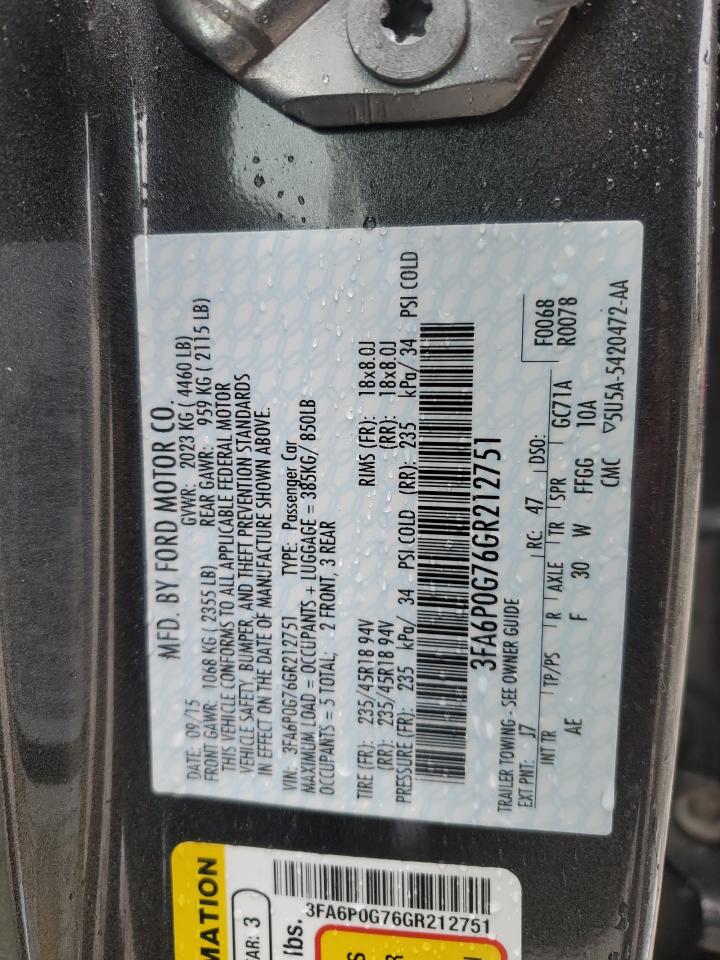 MFD. BY FORD MOTOR CO.
DATE: 09/15 GVWR: 2023 KG ( 4460 LB)
FRONT GAWR: 1068 KG ( 2355 LB) REAR GAWR: 959 KG ( 2115 LB)
THIS VEHICLE CONFORMS TO ALL APPLICABLE FEDERAL MOTOR
VEHICLE SAFETY, BUMPER, AND THEFT PREVENTION STANDARDS
IN EFFECT ON THE DATE OF MANUFACTURE SHOWN ABOVE.
VIN: 3FA6P0G76GR212751 TYPE: Passenger Car
MAXIMUM LOAD = OCCUPANTS + LUGGAGE = 385KG/ 850LB
OCCUPANTS = 5 TOTAL; 2 FRONT, 3 REAR
TIRE (FR): 235/45R18 94V RIMS (FR): 18x8.0J
(RR): 235/45R18 94V (RR): 18x8.0J
PRESSURE (FR): 235 kPa/ 34 PSI COLD (RR): 235 kPa/ 34 PSI COLD
3FA6P0G76GR212751
TRAILER TOWING - SEE OWNER GUIDE
EXT PNT: J7 RC: 47 DSO: F0068
INT TR TP/PS R AXLE TR SPR R0078
AE F 30 W FFGG GC71A
10A
CMC ▽5U5A-5420472-AA
MATION
AR: 3
lbs.
3FA6P0G76GR212751
S
R